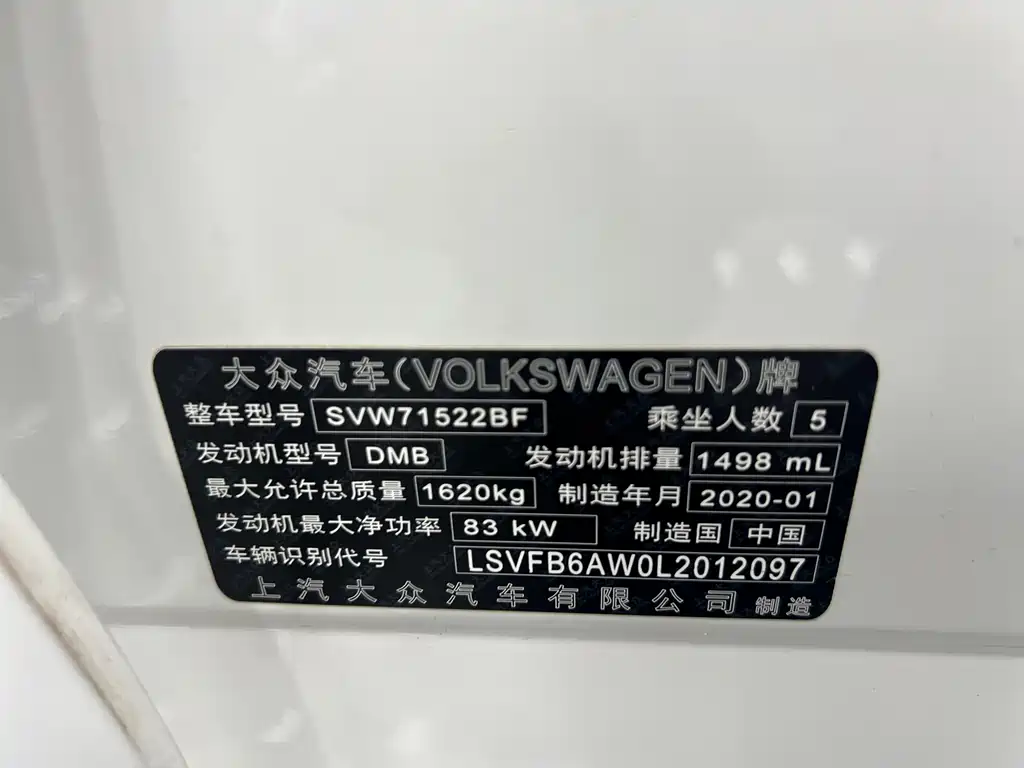 大众汽车(VOLKSWAGEN)牌
整车型号 SVW71522BF 乘坐人数 5
发动机型号 DMB 发动机排量 1498 mL
最大允许总质量 1620kg 制造年月 2020-01
发动机最大净功率 83 kW 制造国 中国
车辆识别代号 LSVFB6AW0L2012097
上汽大众汽车有限公司 制造